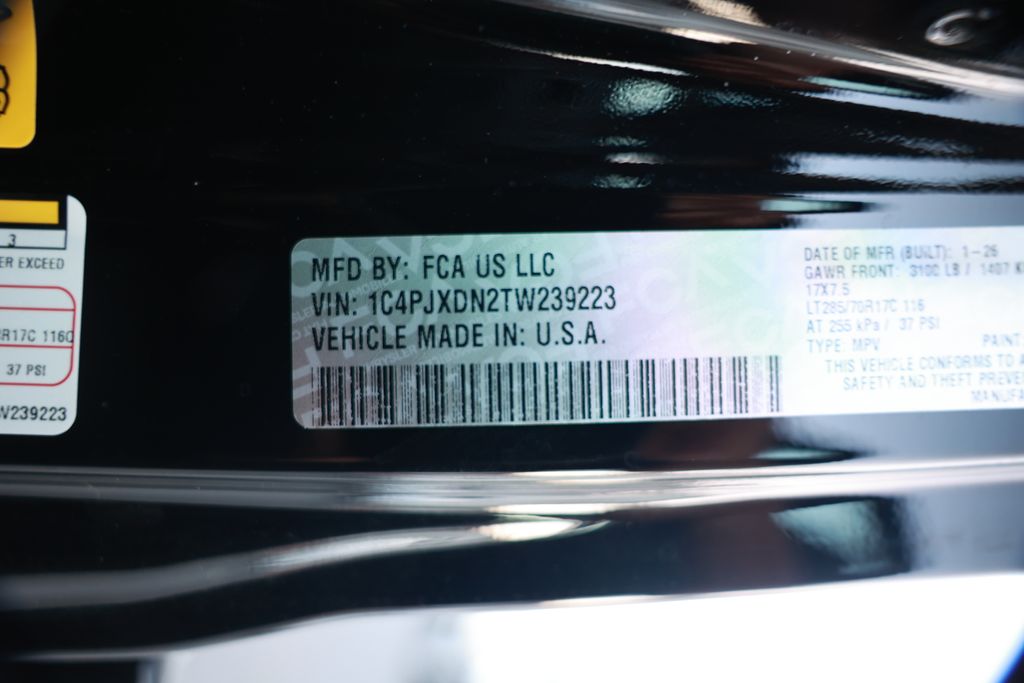 3
ER EXCEED
R17C 116C
37 PSI
W239223
MFD BY: FCA US LLC
VIN: 1C4PJXDN2TW239223
VEHICLE MADE IN: U.S.A.
DATE OF MFR (BUILT): 1-26
GAWR FRONT: 3100 LB / 1407 K
17X7.5
LT285/70R17C 116
AT 255 kPa / 37 PSI
TYPE: MPV PAINT:
THIS VEHICLE CONFORMS TO A
SAFETY AND THEFT PREVE
MANUFA